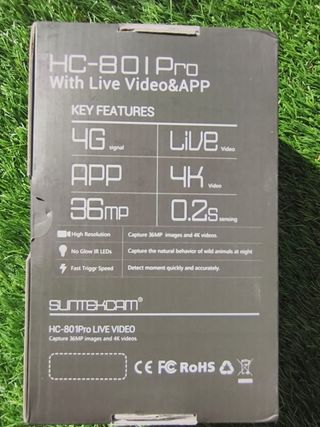 HC-801Pro
With Live Video&APP
KEY FEATURES
4G signal
LiVe Video
APP
4K Video
36mp
0.2s sensing
High Resolution Capture 36MP images and 4K videos.
No Glow IR LEDs Capture the natural behavior of wild animals at night
Fast Triggr Speed Detect moment quickly and accurately.
SUNTEKCAM®
HC-801Pro LIVE VIDEO
Capture 36MP images and 4K videos.
CE FC RoHS